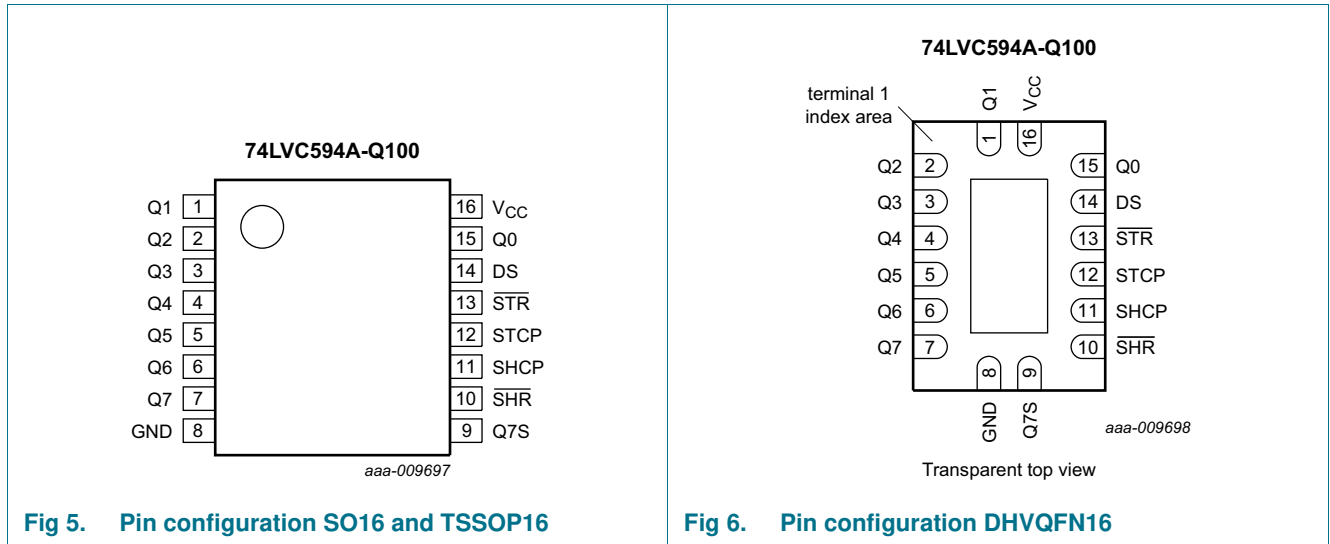 74LVC594A-Q100
Q1 1 16 VCC
Q2 2 15 Q0
Q3 3 14 DS
Q4 4 13 STR
Q5 5 12 STCP
Q6 6 11 SHCP
Q7 7 10 SHR
GND 8 9 Q7S
aaa-009697
Fig 5. Pin configuration SO16 and TSSOP16
74LVC594A-Q100
terminal 1
index area
Q1 VCC
1 16
Q2 2 15 Q0
Q3 3 14 DS
Q4 4 13 STR
Q5 5 12 STCP
Q6 6 11 SHCP
Q7 7 10 SHR
8 9
GND Q7S
aaa-009698
Transparent top view
Fig 6. Pin configuration DHVQFN16